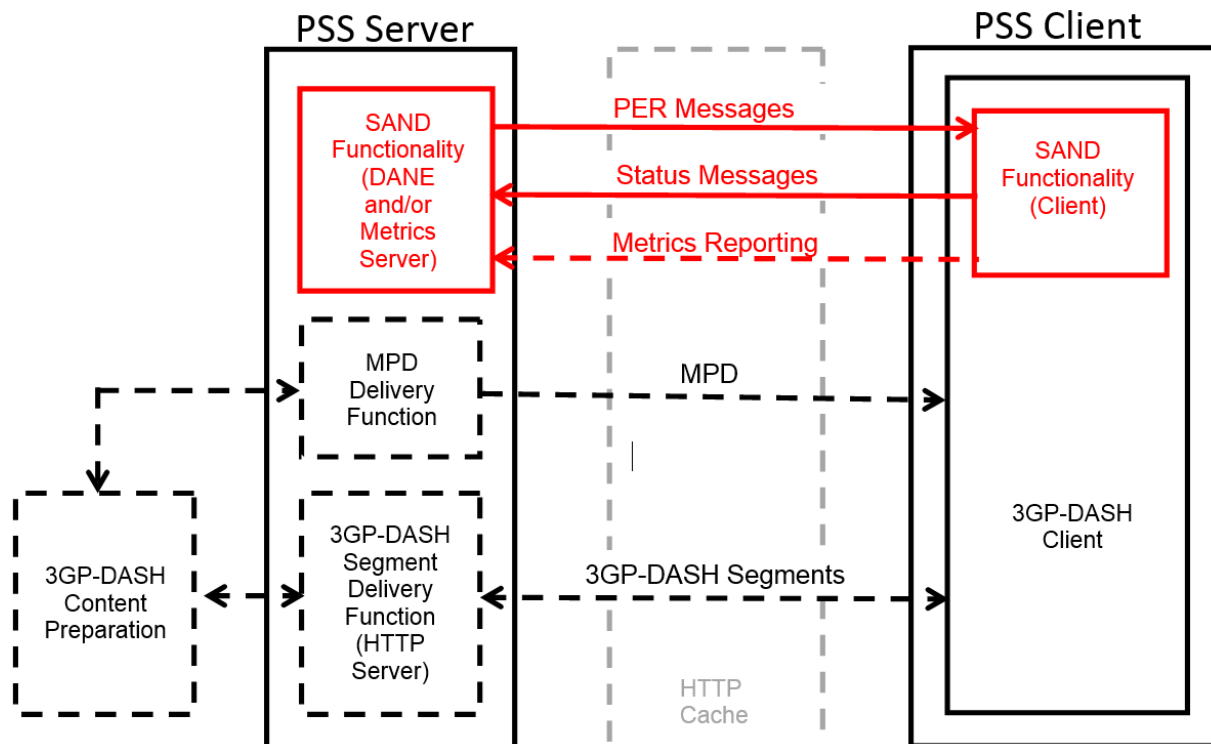 PSS Server
PSS Client
SAND
Functionality
(DANE
and/or
Metrics
Server)
PER Messages
Status Messages
Metrics Reporting
SAND
Functionality
(Client)
MPD
Delivery
Function
MPD
3GP-DASH
Content
Preparation
3GP-DASH
Segment
Delivery
Function
(HTTP
Server)
3GP-DASH Segments
3GP-DASH
Client
HTTP
Cache